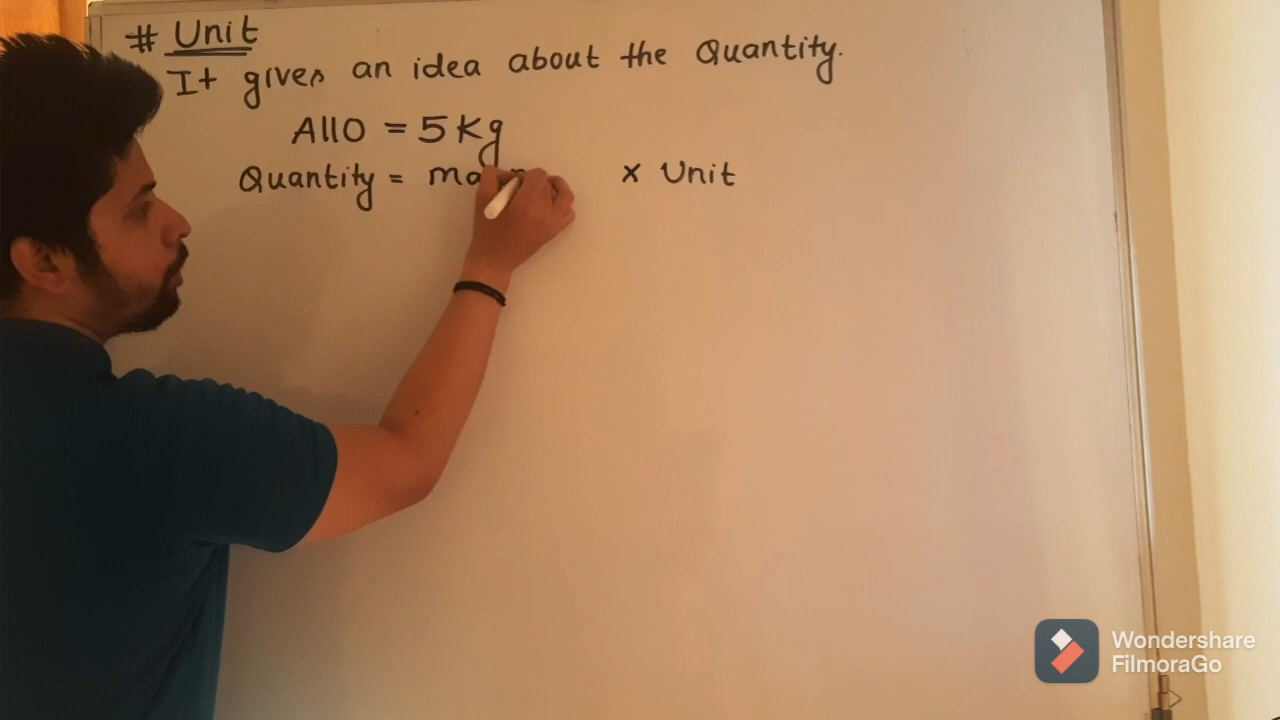 # Unit
It gives an idea about the Quantity.
Allo = 5 Kg
Quantity = × Unit
Wondershare
FilmoraGo